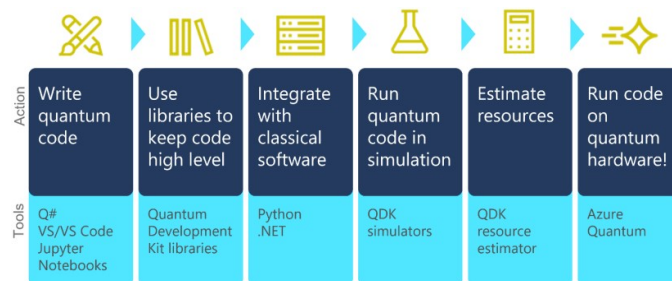 Action
Write
quantum
code
Use
libraries to
keep code
high level
Integrate
with
classical
software
Run
quantum
code in
simulation
Estimate
resources
Run code
on
quantum
hardware!
Tools
Q#
VS/VS Code
Jupyter
Notebooks
Quantum
Development
Kit libraries
Python
.NET
QDK
simulators
QDK
resource
estimator
Azure
Quantum